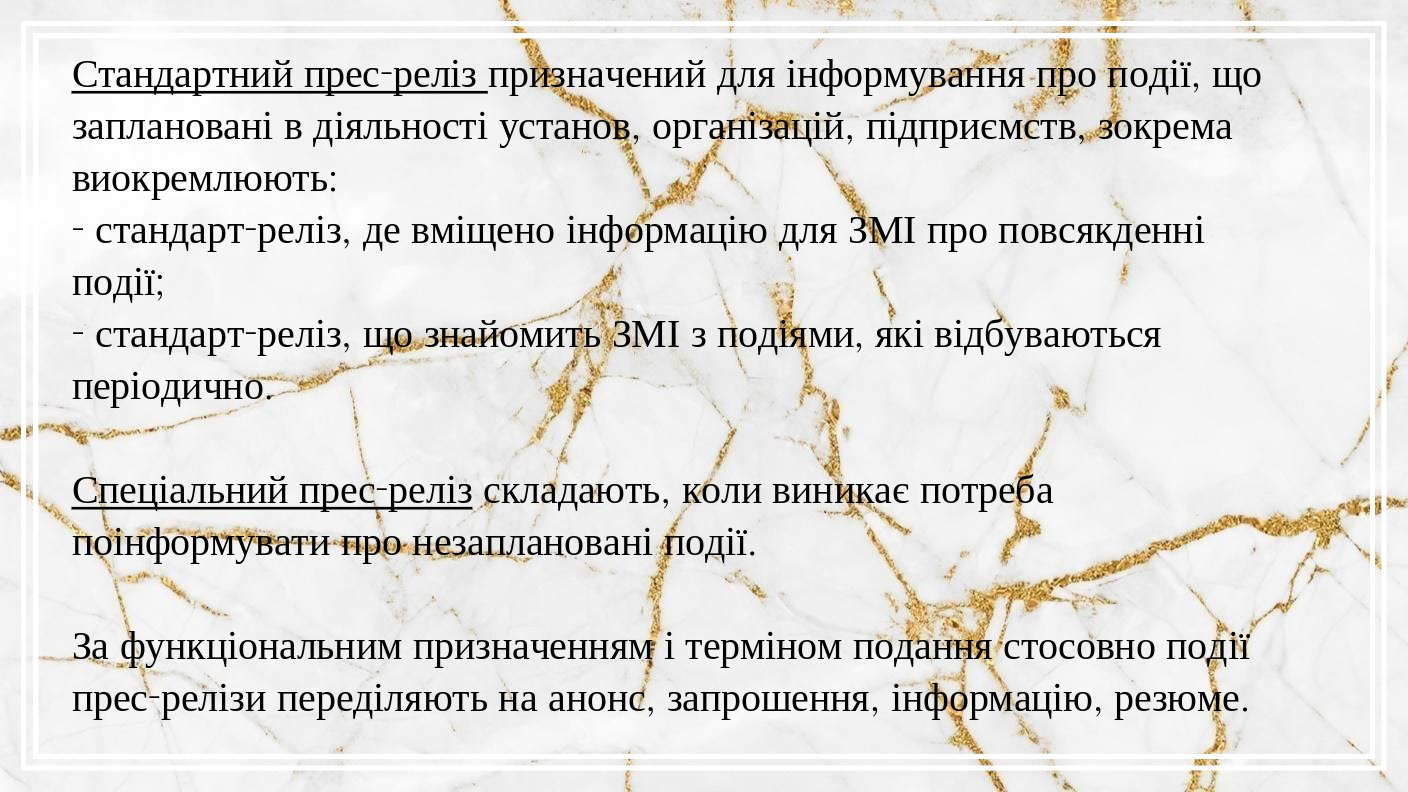 Стандартний прес-реліз призначений для інформування про події, що
заплановані в діяльності установ, організацій, підприємств, зокрема
виокремлюють:
- стандарт-реліз, де вміщено інформацію для ЗМІ про повсякденні
події;
- стандарт-реліз, що знайомить ЗМІ з подіями, які відбуваються
періодично.
Спеціальний прес-реліз складають, коли виникає потреба
поінформувати про незаплановані події.
За функціональним призначенням і терміном подання стосовно події
прес-релізи переділяють на анонс, запрошення, інформацію, резюме.